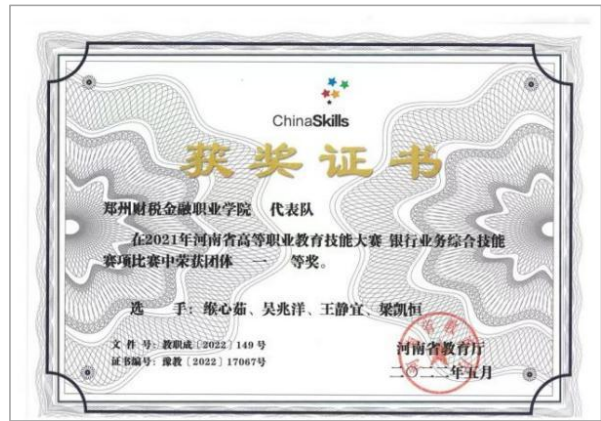 ChinaSkills
获奖证书
郑州财税金融职业学院 代表队
在2021年河南省高等职业教育技能大赛 银行业务综合技能
赛项比赛中荣获团体 一 等奖。
选 手：缑心茹、吴兆洋、王静宜、梁凯恒
文 件 号：教职成〔2022〕149 号
证书编号：豫教〔2022〕17067号
河南省教育厅
二〇二二年五月